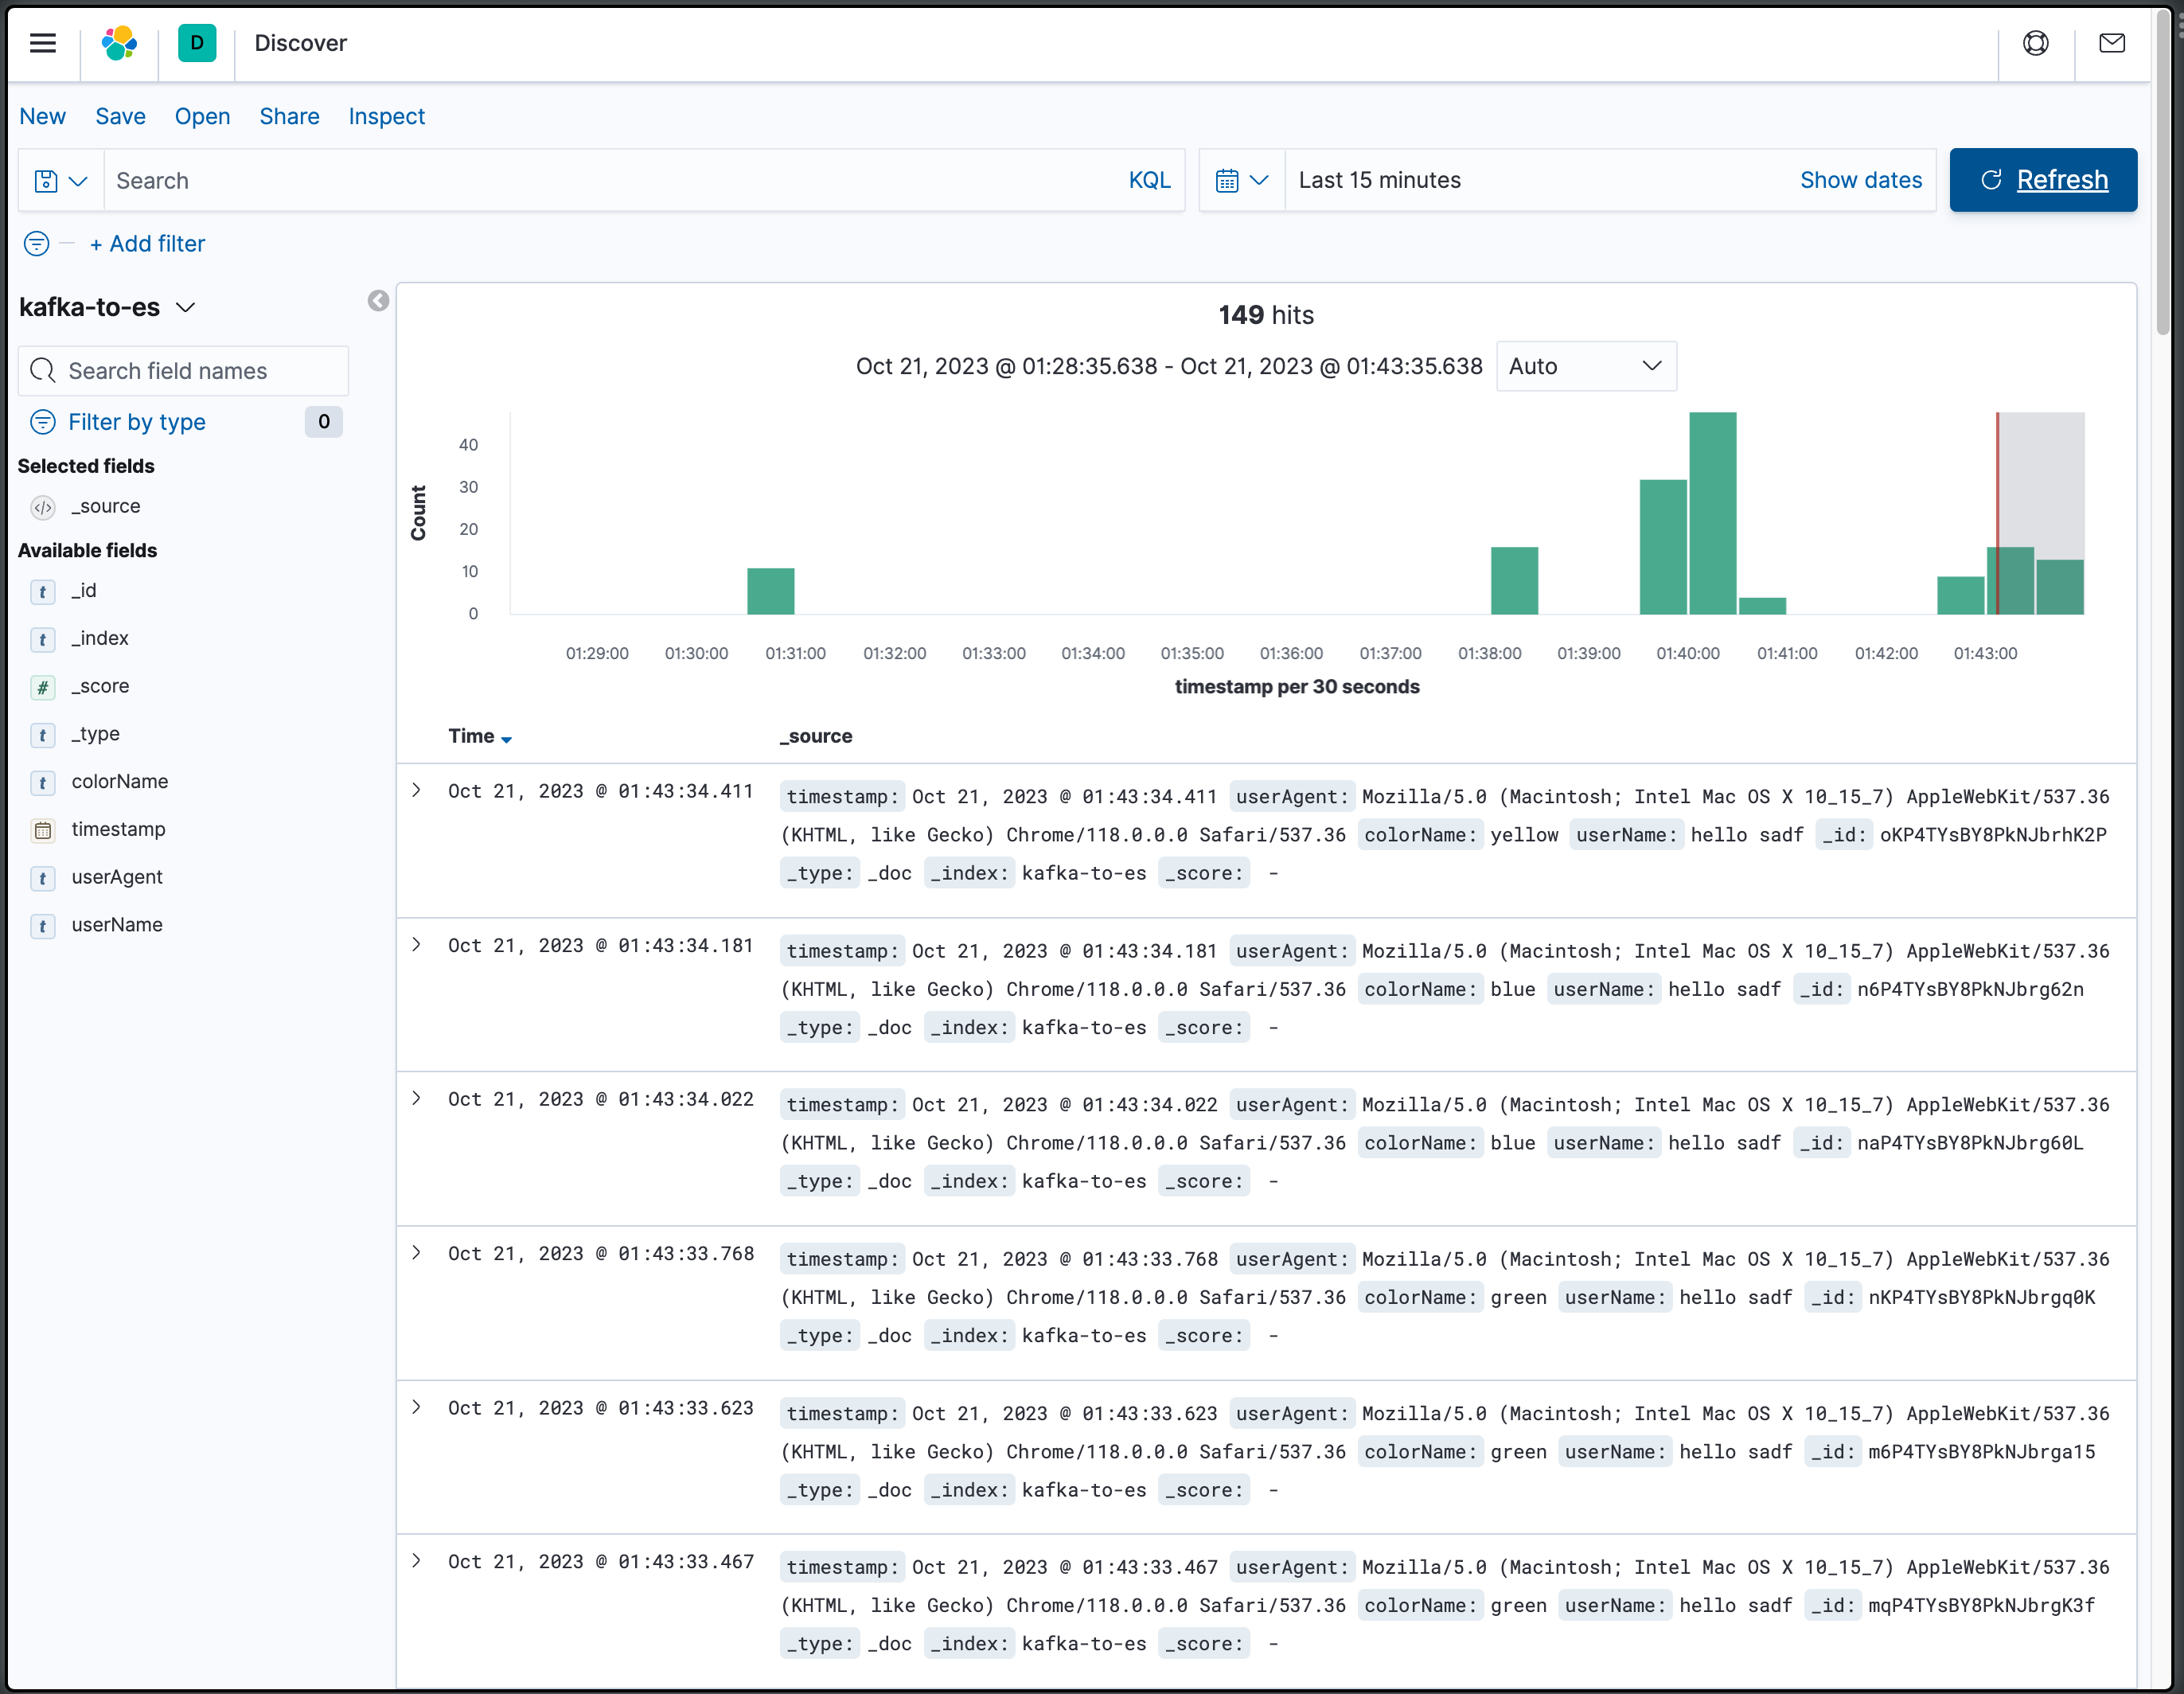 D Discover
New Save Open Share Inspect
Search KQL Last 15 minutes Show dates Refresh
+ Add filter
kafka-to-es
Search field names
Filter by type 0
Selected fields
_source
Available fields
t _id
t _index
# _score
t _type
t colorName
timestamp
t userAgent
t userName
149 hits
Oct 21, 2023 @ 01:28:35.638 - Oct 21, 2023 @ 01:43:35.638 Auto
Count
40
30
20
10
0
01:29:00 01:30:00 01:31:00 01:32:00 01:33:00 01:34:00 01:35:00 01:36:00 01:37:00 01:38:00 01:39:00 01:40:00 01:41:00 01:42:00 01:43:00
timestamp per 30 seconds
Time _source
Oct 21, 2023 @ 01:43:34.411 timestamp: Oct 21, 2023 @ 01:43:34.411 userAgent: Mozilla/5.0 (Macintosh; Intel Mac OS X 10_15_7) AppleWebKit/537.36
(KHTML, like Gecko) Chrome/118.0.0.0 Safari/537.36 colorName: yellow userName: hello sadf _id: oKP4TYsBY8PkNJbrhK2P
_type: _doc _index: kafka-to-es _score: -
Oct 21, 2023 @ 01:43:34.181 timestamp: Oct 21, 2023 @ 01:43:34.181 userAgent: Mozilla/5.0 (Macintosh; Intel Mac OS X 10_15_7) AppleWebKit/537.36
(KHTML, like Gecko) Chrome/118.0.0.0 Safari/537.36 colorName: blue userName: hello sadf _id: n6P4TYsBY8PkNJbrg62n
_type: _doc _index: kafka-to-es _score: -
Oct 21, 2023 @ 01:43:34.022 timestamp: Oct 21, 2023 @ 01:43:34.022 userAgent: Mozilla/5.0 (Macintosh; Intel Mac OS X 10_15_7) AppleWebKit/537.36
(KHTML, like Gecko) Chrome/118.0.0.0 Safari/537.36 colorName: blue userName: hello sadf _id: naP4TYsBY8PkNJbrg60L
_type: _doc _index: kafka-to-es _score: -
Oct 21, 2023 @ 01:43:33.768 timestamp: Oct 21, 2023 @ 01:43:33.768 userAgent: Mozilla/5.0 (Macintosh; Intel Mac OS X 10_15_7) AppleWebKit/537.36
(KHTML, like Gecko) Chrome/118.0.0.0 Safari/537.36 colorName: green userName: hello sadf _id: nKP4TYsBY8PkNJbrgq0K
_type: _doc _index: kafka-to-es _score: -
Oct 21, 2023 @ 01:43:33.623 timestamp: Oct 21, 2023 @ 01:43:33.623 userAgent: Mozilla/5.0 (Macintosh; Intel Mac OS X 10_15_7) AppleWebKit/537.36
(KHTML, like Gecko) Chrome/118.0.0.0 Safari/537.36 colorName: green userName: hello sadf _id: m6P4TYsBY8PkNJbrga15
_type: _doc _index: kafka-to-es _score: -
Oct 21, 2023 @ 01:43:33.467 timestamp: Oct 21, 2023 @ 01:43:33.467 userAgent: Mozilla/5.0 (Macintosh; Intel Mac OS X 10_15_7) AppleWebKit/537.36
(KHTML, like Gecko) Chrome/118.0.0.0 Safari/537.36 colorName: green userName: hello sadf _id: mqP4TYsBY8PkNJbrgK3f
_type: _doc _index: kafka-to-es _score: -